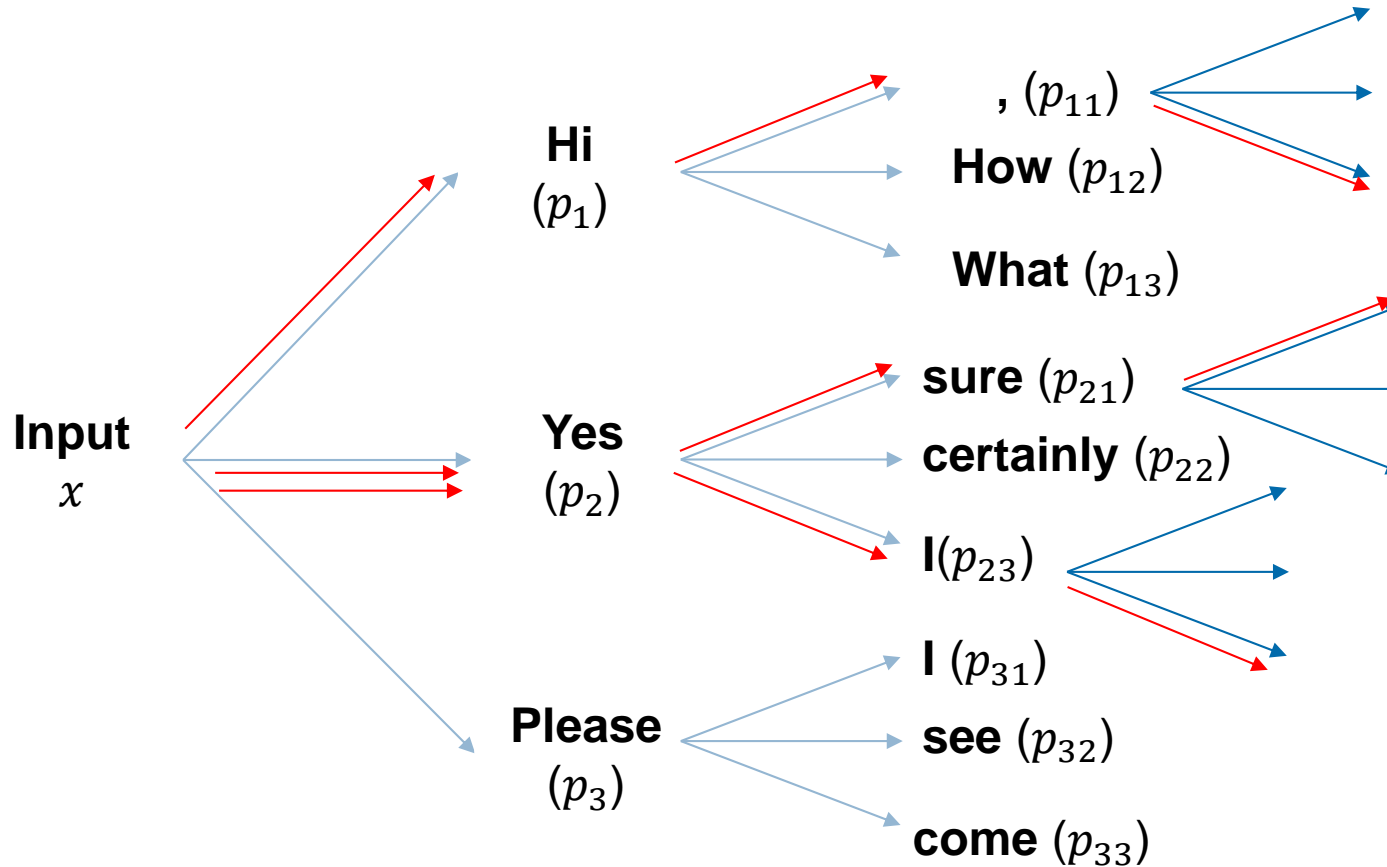 Input
x
Hi
(p₁)
Yes
(p₂)
Please
(p₃)
, (p₁₁)
How (p₁₂)
What (p₁₃)
sure (p₂₁)
certainly (p₂₂)
I(p₂₃)
I (p₃₁)
see (p₃₂)
come (p₃₃)